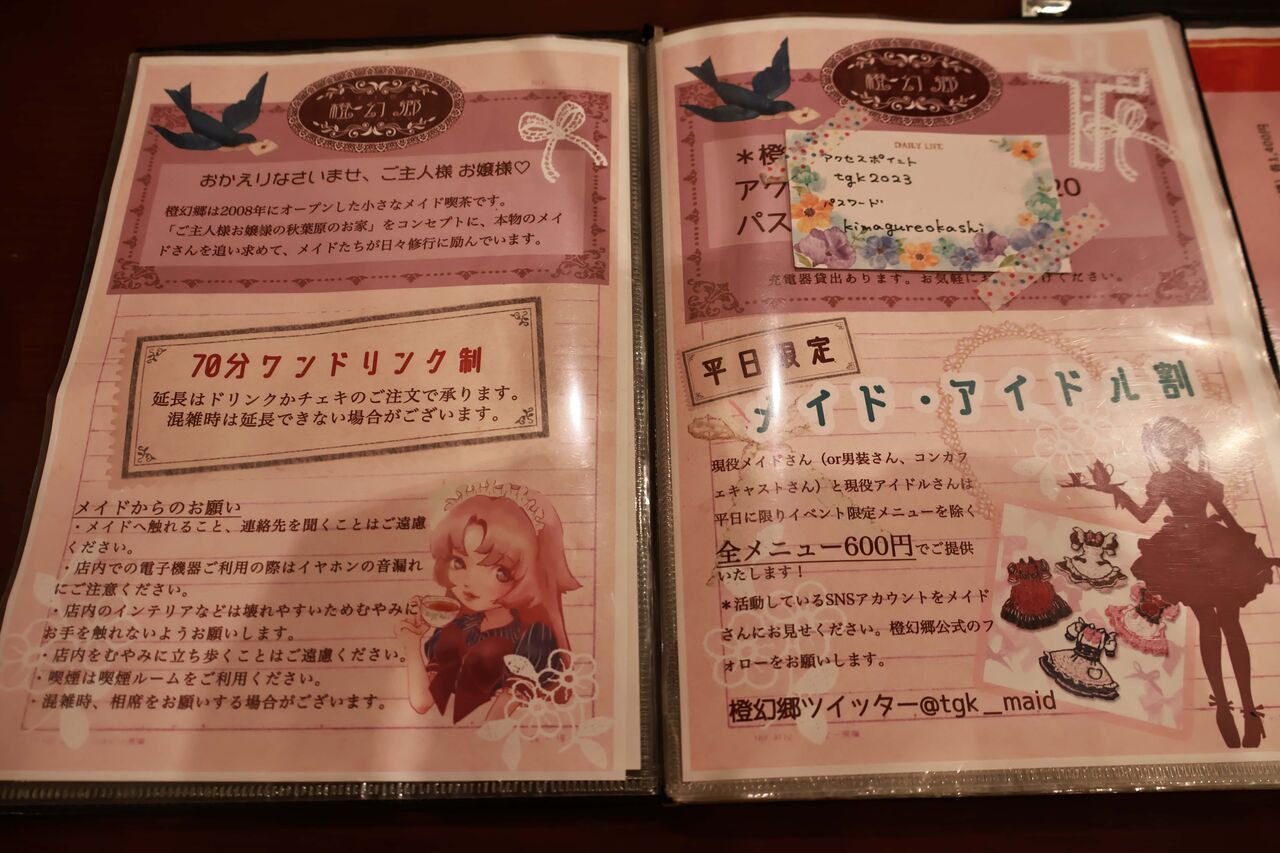 橙幻郷
おかえりなさいませ、ご主人様 お嬢様♡
橙幻郷は2008年にオープンした小さなメイド喫茶です。
「ご主人様お嬢様の秋葉原のお家」をコンセプトに、本物のメイ
ドさんを追い求めて、メイドたちが日々修行に励んでいます。
70分ワンドリンク制
延長はドリンクかチェキのご注文で承ります。
混雑時は延長できない場合がございます。
メイドからのお願い
・メイドへ触れること、連絡先を聞くことはご遠慮
ください。
・店内での電子機器ご利用の際はイヤホンの音漏れ
にご注意ください。
・店内のインテリアなどは壊れやすいためむやみに
お手を触れないようお願いします。
・店内をむやみに立ち歩くことはご遠慮ください。
・喫煙は喫煙ルームをご利用ください。
・混雑時、相席をお願いする場合がございます。
橙幻郷
＊橙
アク
20
パス
DAILY LIFE
アクセスポイント
tgk2023
パスワード
kimagureokashi
充電器貸出あります。お気軽に
けください。
平日限定
メイド・アイドル割
現役メイドさん（or男装さん、コンカフ
ェキャストさん）と現役アイドルさんは
平日に限りイベント限定メニューを除く
全メニュー600円でご提供
いたします！
＊活動しているSNSアカウントをメイド
さんにお見せください。橙幻郷公式のフ
ォローをお願いします。
橙幻郷ツイッター@tgk＿maid